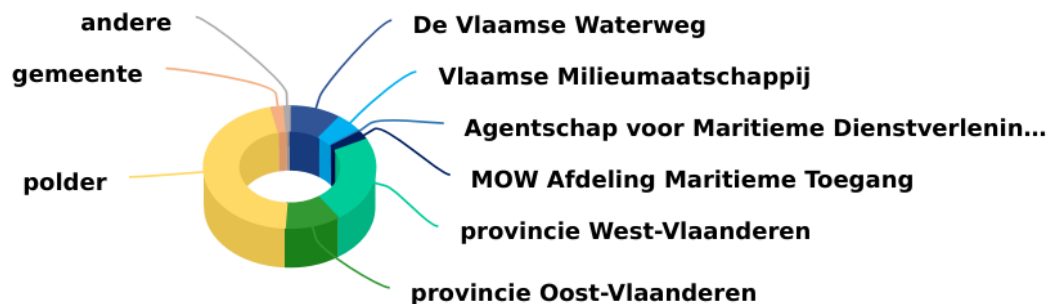 andere
De Vlaamse Waterweg
gemeente
Vlaamse Milieumaatschappij
Agentschap voor Maritieme Dienstverlenin...
polder
MOW Afdeling Maritieme Toegang
provincie West-Vlaanderen
provincie Oost-Vlaanderen